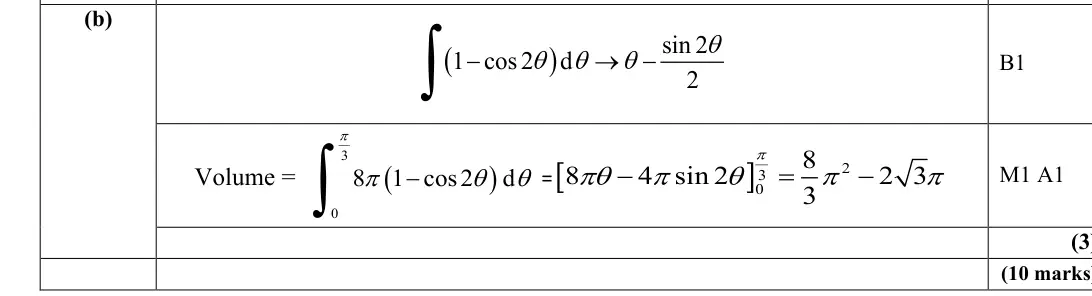 (b)
∫(1−cos 2θ)dθ → θ − sin 2θ / 2
B1
Volume = ∫₀^{π/3} 8π(1−cos 2θ) dθ = [8πθ − 4π sin 2θ]₀^{π/3} = 8/3 π² − 2√3π
M1 A1
(3)
(10 marks)